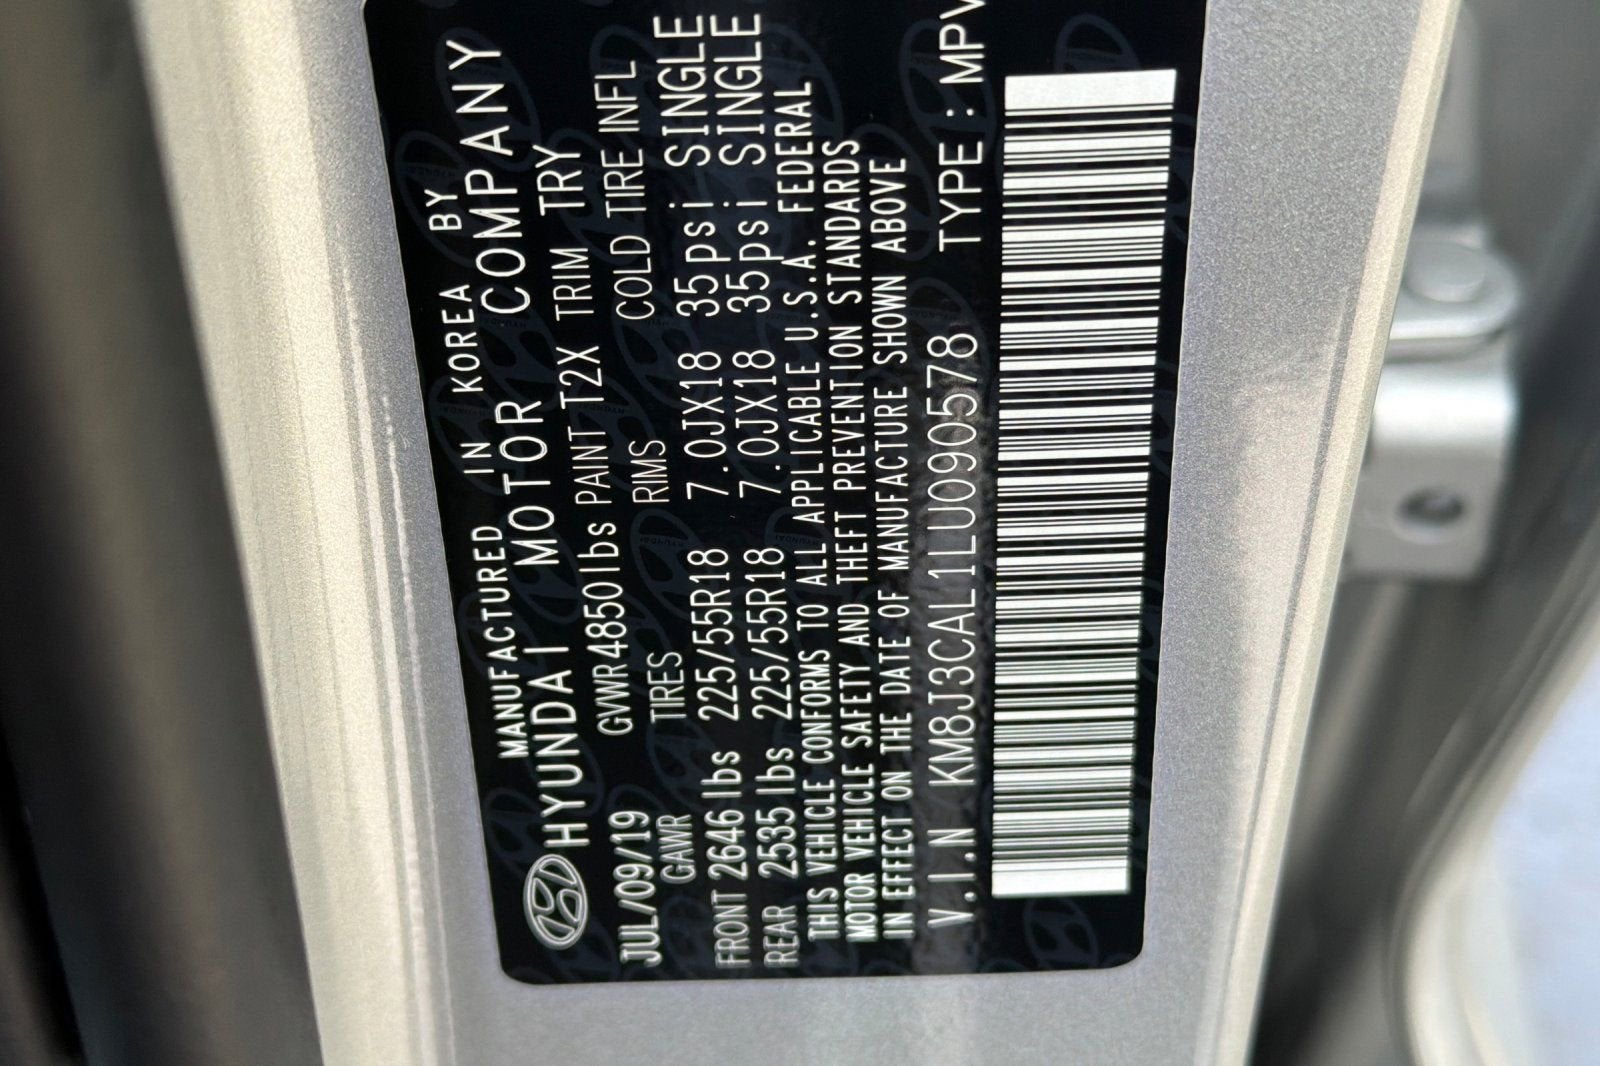 MANUFACTURED IN KOREA BY
HYUNDAI MOTOR COMPANY
JUL/09/19 GVWR4850lbs PAINT T2X TRIM TRY
GAWR TIRES RIMS COLD TIRE INFL
FRONT 2646lbs 225/55R18 7.0JX18 35psi SINGLE
REAR 2535lbs 225/55R18 7.0JX18 35psi SINGLE
THIS VEHICLE CONFORMS TO ALL APPLICABLE U.S.A. FEDERAL
MOTOR VEHICLE SAFETY AND THEFT PREVENTION STANDARDS
IN EFFECT ON THE DATE OF MANUFACTURE SHOWN ABOVE
V.I.N KM8J3CAL1LU090578 TYPE:MPV